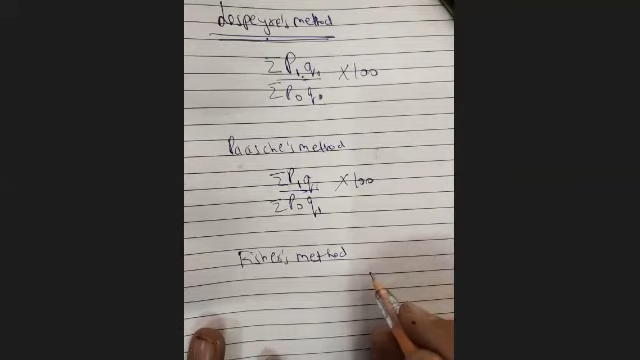 Laspeyre's method
ΣP₁q₀
ΣP₀q₀ ×100
Paasche's method
ΣP₁q₁
ΣP₀q₁ ×100
Fisher's method